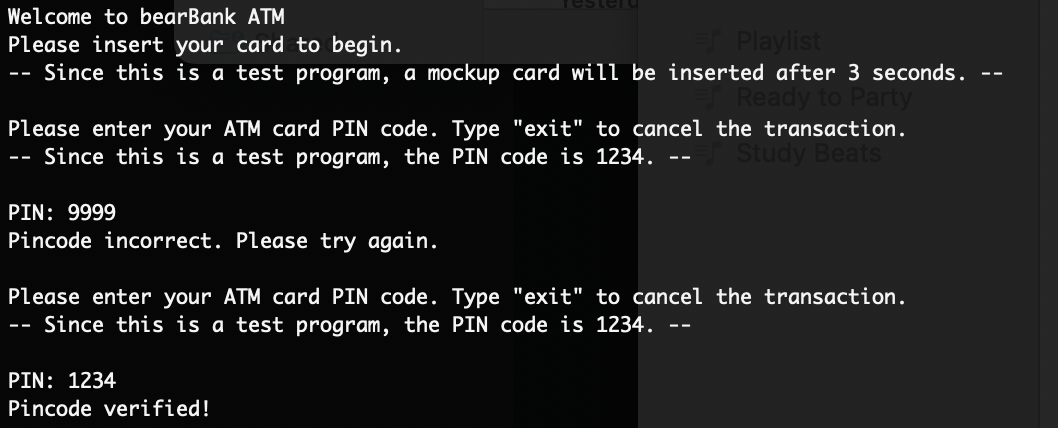 Welcome to bearBank ATM
Please insert your card to begin.
-- Since this is a test program, a mockup card will be inserted after 3 seconds. --
Please enter your ATM card PIN code. Type "exit" to cancel the transaction.
-- Since this is a test program, the PIN code is 1234. --
PIN: 9999
Pincode incorrect. Please try again.
Please enter your ATM card PIN code. Type "exit" to cancel the transaction.
-- Since this is a test program, the PIN code is 1234. --
PIN: 1234
Pincode verified!
Playlist
Ready to Party
Study Beats